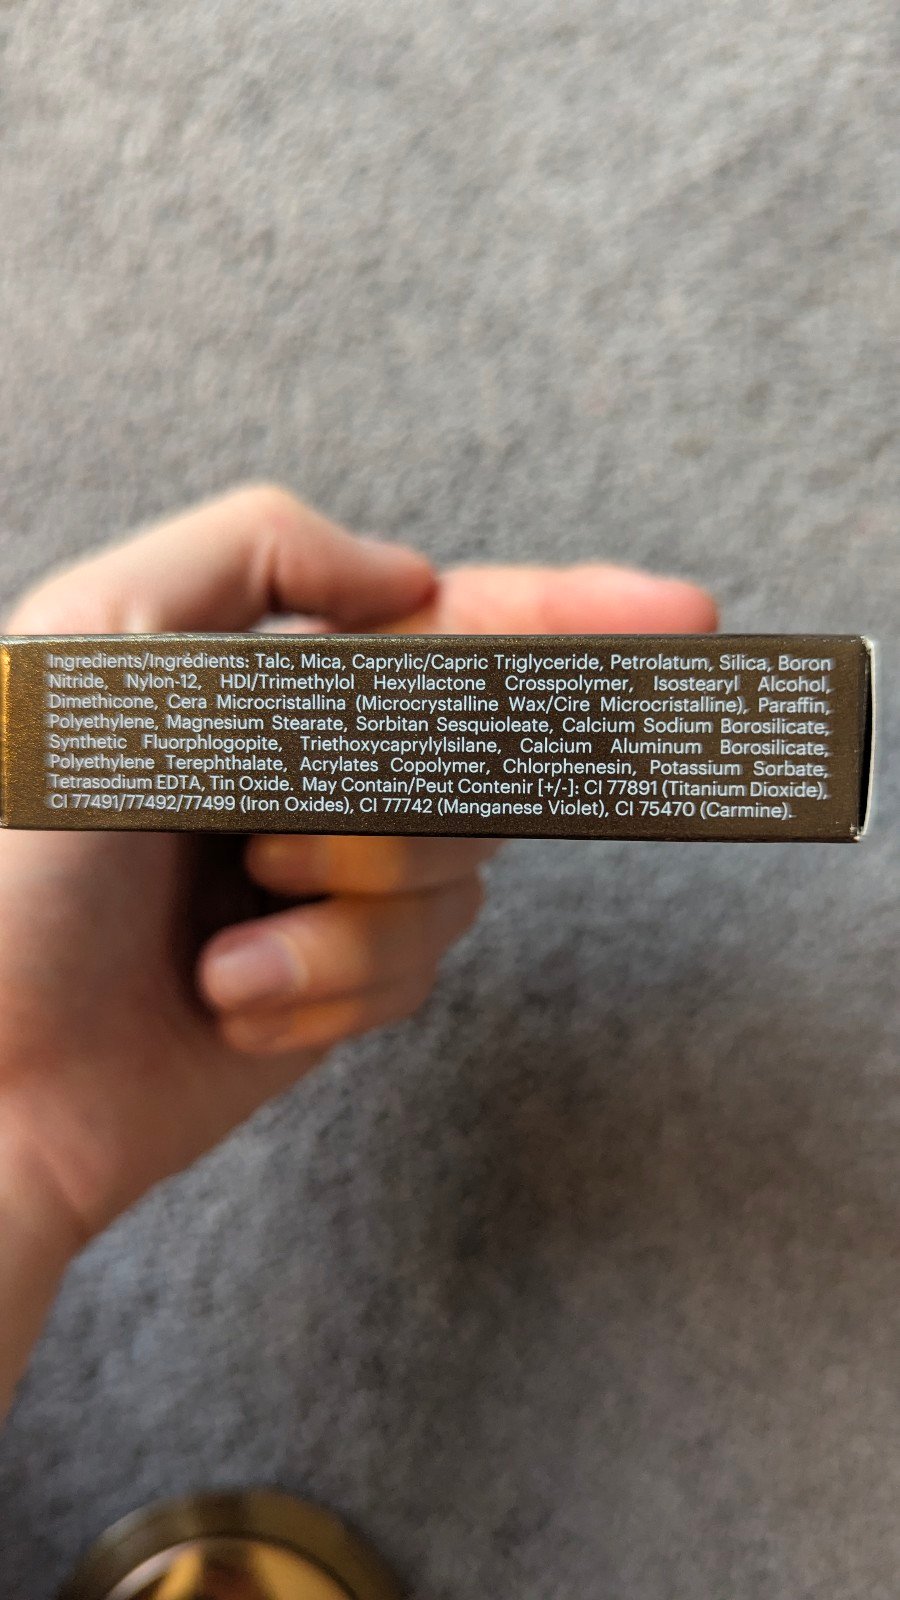 Ingredients/Ingrédients: Talc, Mica, Caprylic/Capric Triglyceride, Petrolatum, Silica, Boron
Nitride, Nylon-12, HDI/Trimethylol Hexyllactone Crosspolymer, Isostearyl Alcohol,
Dimethicone, Cera Microcristallina (Microcrystalline Wax/Cire Microcristalline), Paraffin,
Polyethylene, Magnesium Stearate, Sorbitan Sesquioleate, Calcium Sodium Borosilicate,
Synthetic Fluorphlogopite, Triethoxycaprylylsilane, Calcium Aluminum Borosilicate,
Polyethylene Terephthalate, Acrylates Copolymer, Chlorphenesin, Potassium Sorbate,
Tetrasodium EDTA, Tin Oxide. May Contain/Peut Contenir [+/-]: CI 77891 (Titanium Dioxide),
CI 77491/77492/77499 (Iron Oxides), CI 77742 (Manganese Violet), CI 75470 (Carmine).